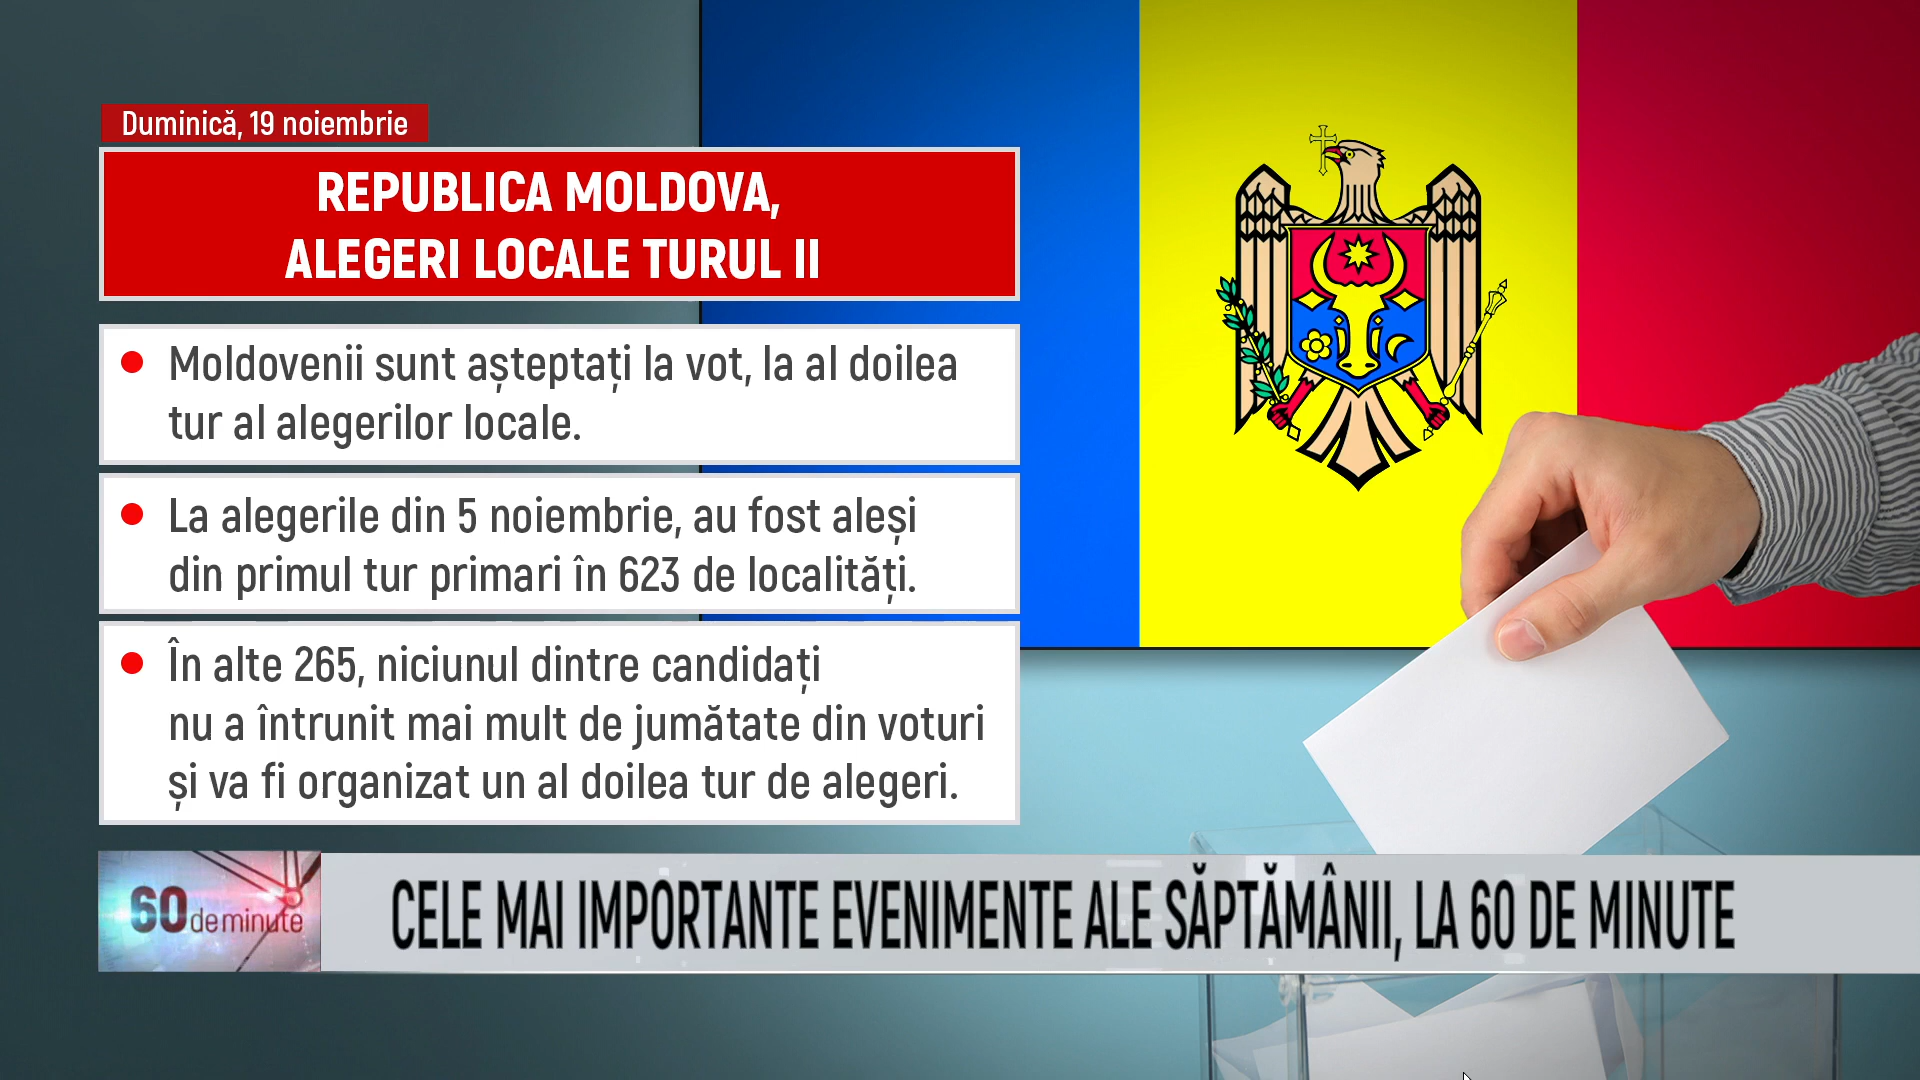 Duminică, 19 noiembrie
REPUBLICA MOLDOVA,
ALEGERI LOCALE TURUL II
Moldovenii sunt așteptați la vot, la al doilea
tur al alegerilor locale.
La alegerile din 5 noiembrie, au fost aleși
din primul tur primari în 623 de localități.
În alte 265, niciunul dintre candidați
nu a întrunit mai mult de jumătate din voturi
și va fi organizat un al doilea tur de alegeri.
60 de minute
CELE MAI IMPORTANTE EVENIMENTE ALE SĂPTĂMÂNII, LA 60 DE MINUTE